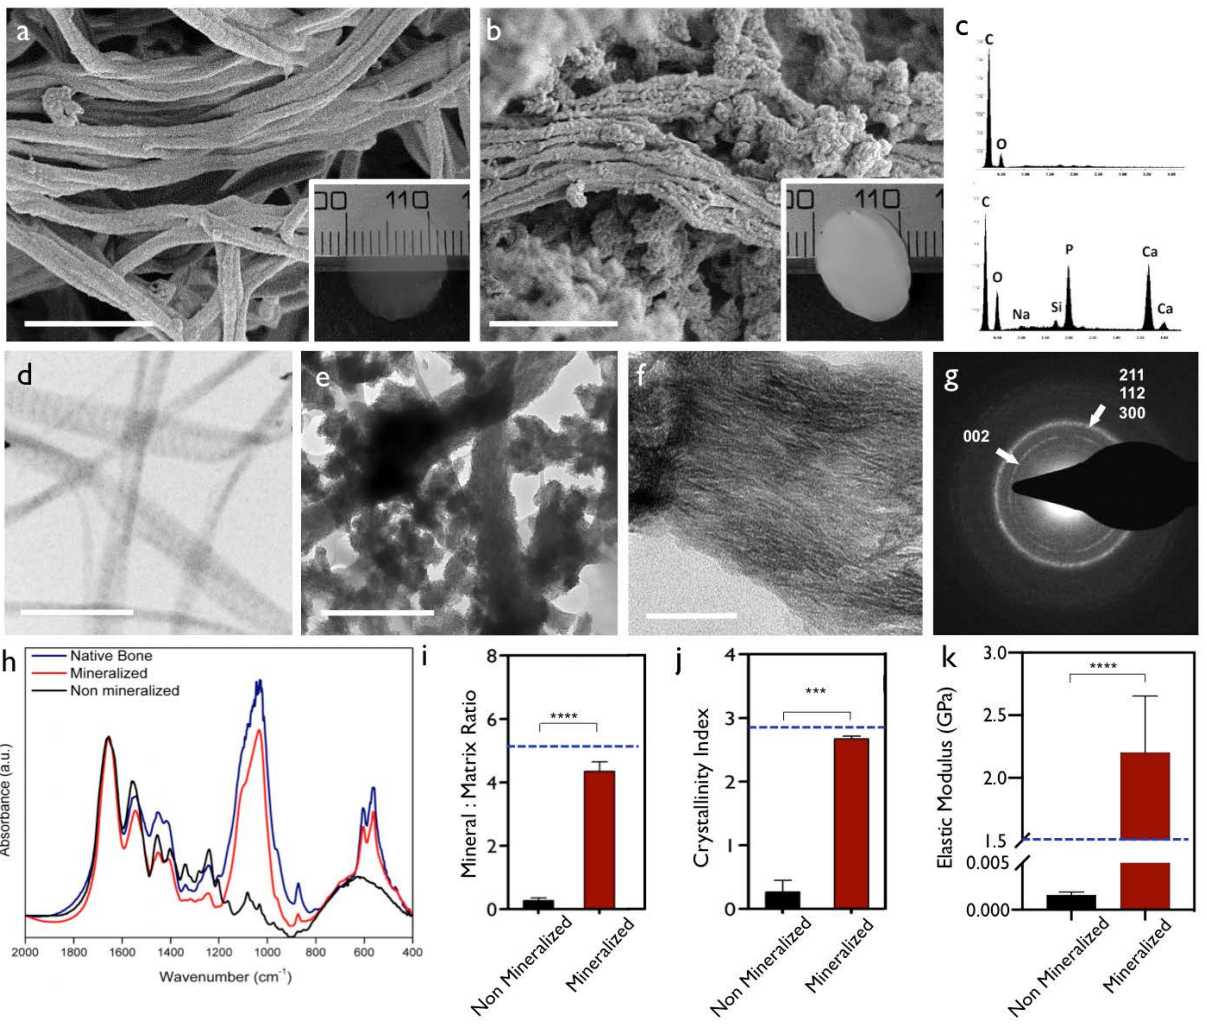 a
00 110
b
00 110
c
C
O
C
O
Na
Si
P
Ca
Ca
d
e
f
g
211
112
300
002
h
Native Bone
Mineralized
Non mineralized
Absorbance (a.u.)
2000 1800 1600 1400 1200 1000 800 600 400
Wavenumber (cm⁻¹)
i
Mineral : Matrix Ratio
8
6
4
2
0
****
Non Mineralized
Mineralized
j
Crystallinity Index
4
3
2
1
0
***
Non Mineralized
Mineralized
k
Elastic Modulus (GPa)
3.0
2.5
2.0
1.5
0.005
0.000
****
Non Mineralized
Mineralized